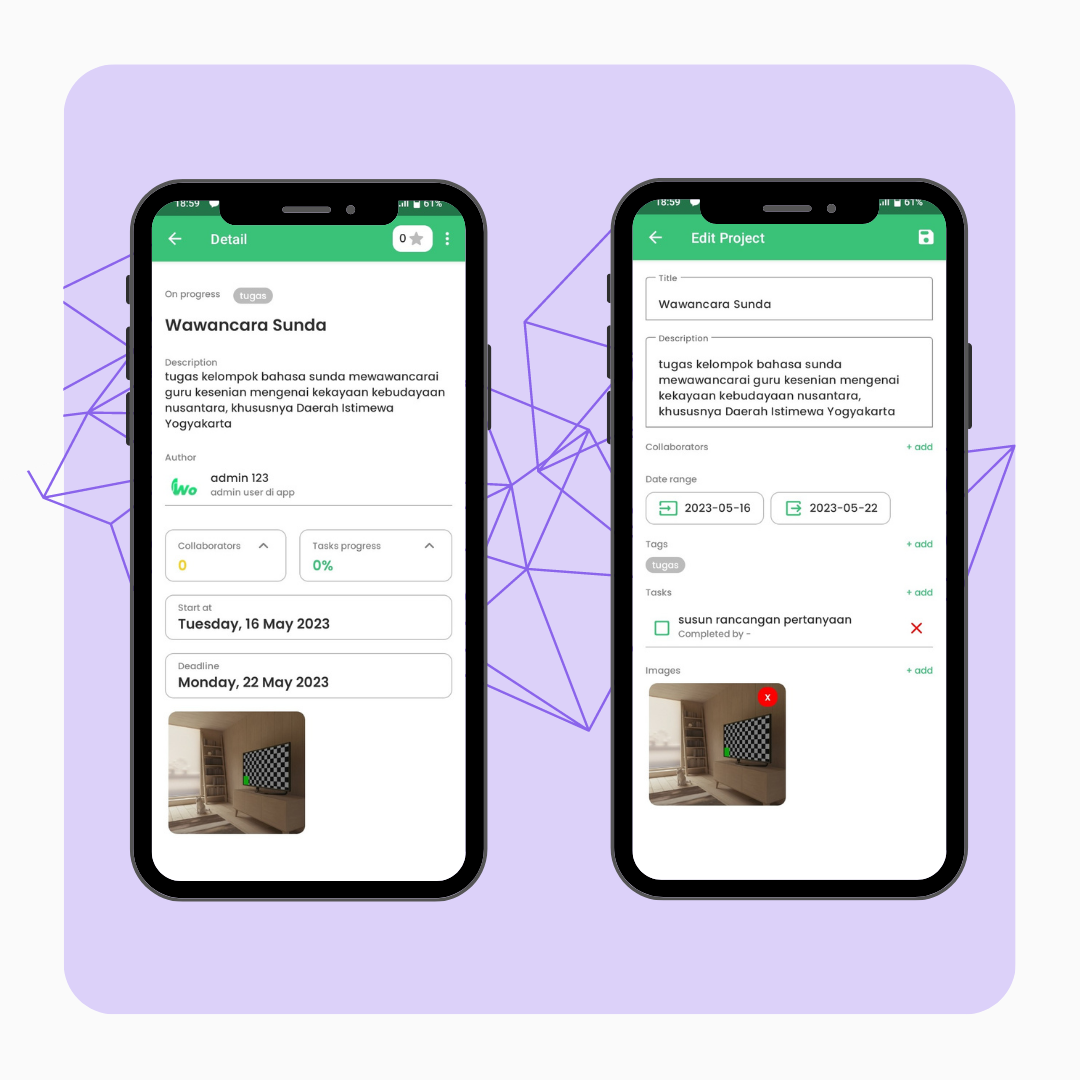 18:59
61%
Detail
0
On progress
tugas
Wawancara Sunda
Description
tugas kelompok bahasa sunda mewawancarai
guru kesenian mengenai kekayaan kebudayaan
nusantara, khususnya Daerah Istimewa
Yogyakarta
Author
Wo
admin 123
admin user di app
Collaborators
0
Tasks progress
0%
Start at
Tuesday, 16 May 2023
Deadline
Monday, 22 May 2023
18:59
61%
Edit Project
Title
Wawancara Sunda
Description
tugas kelompok bahasa sunda
mewawancarai guru kesenian mengenai
kekayaan kebudayaan nusantara,
khususnya Daerah Istimewa Yogyakarta
Collaborators + add
Date range
2023-05-16 2023-05-22
Tags + add
tugas
Tasks + add
susun rancangan pertanyaan
Completed by -
Images + add
x